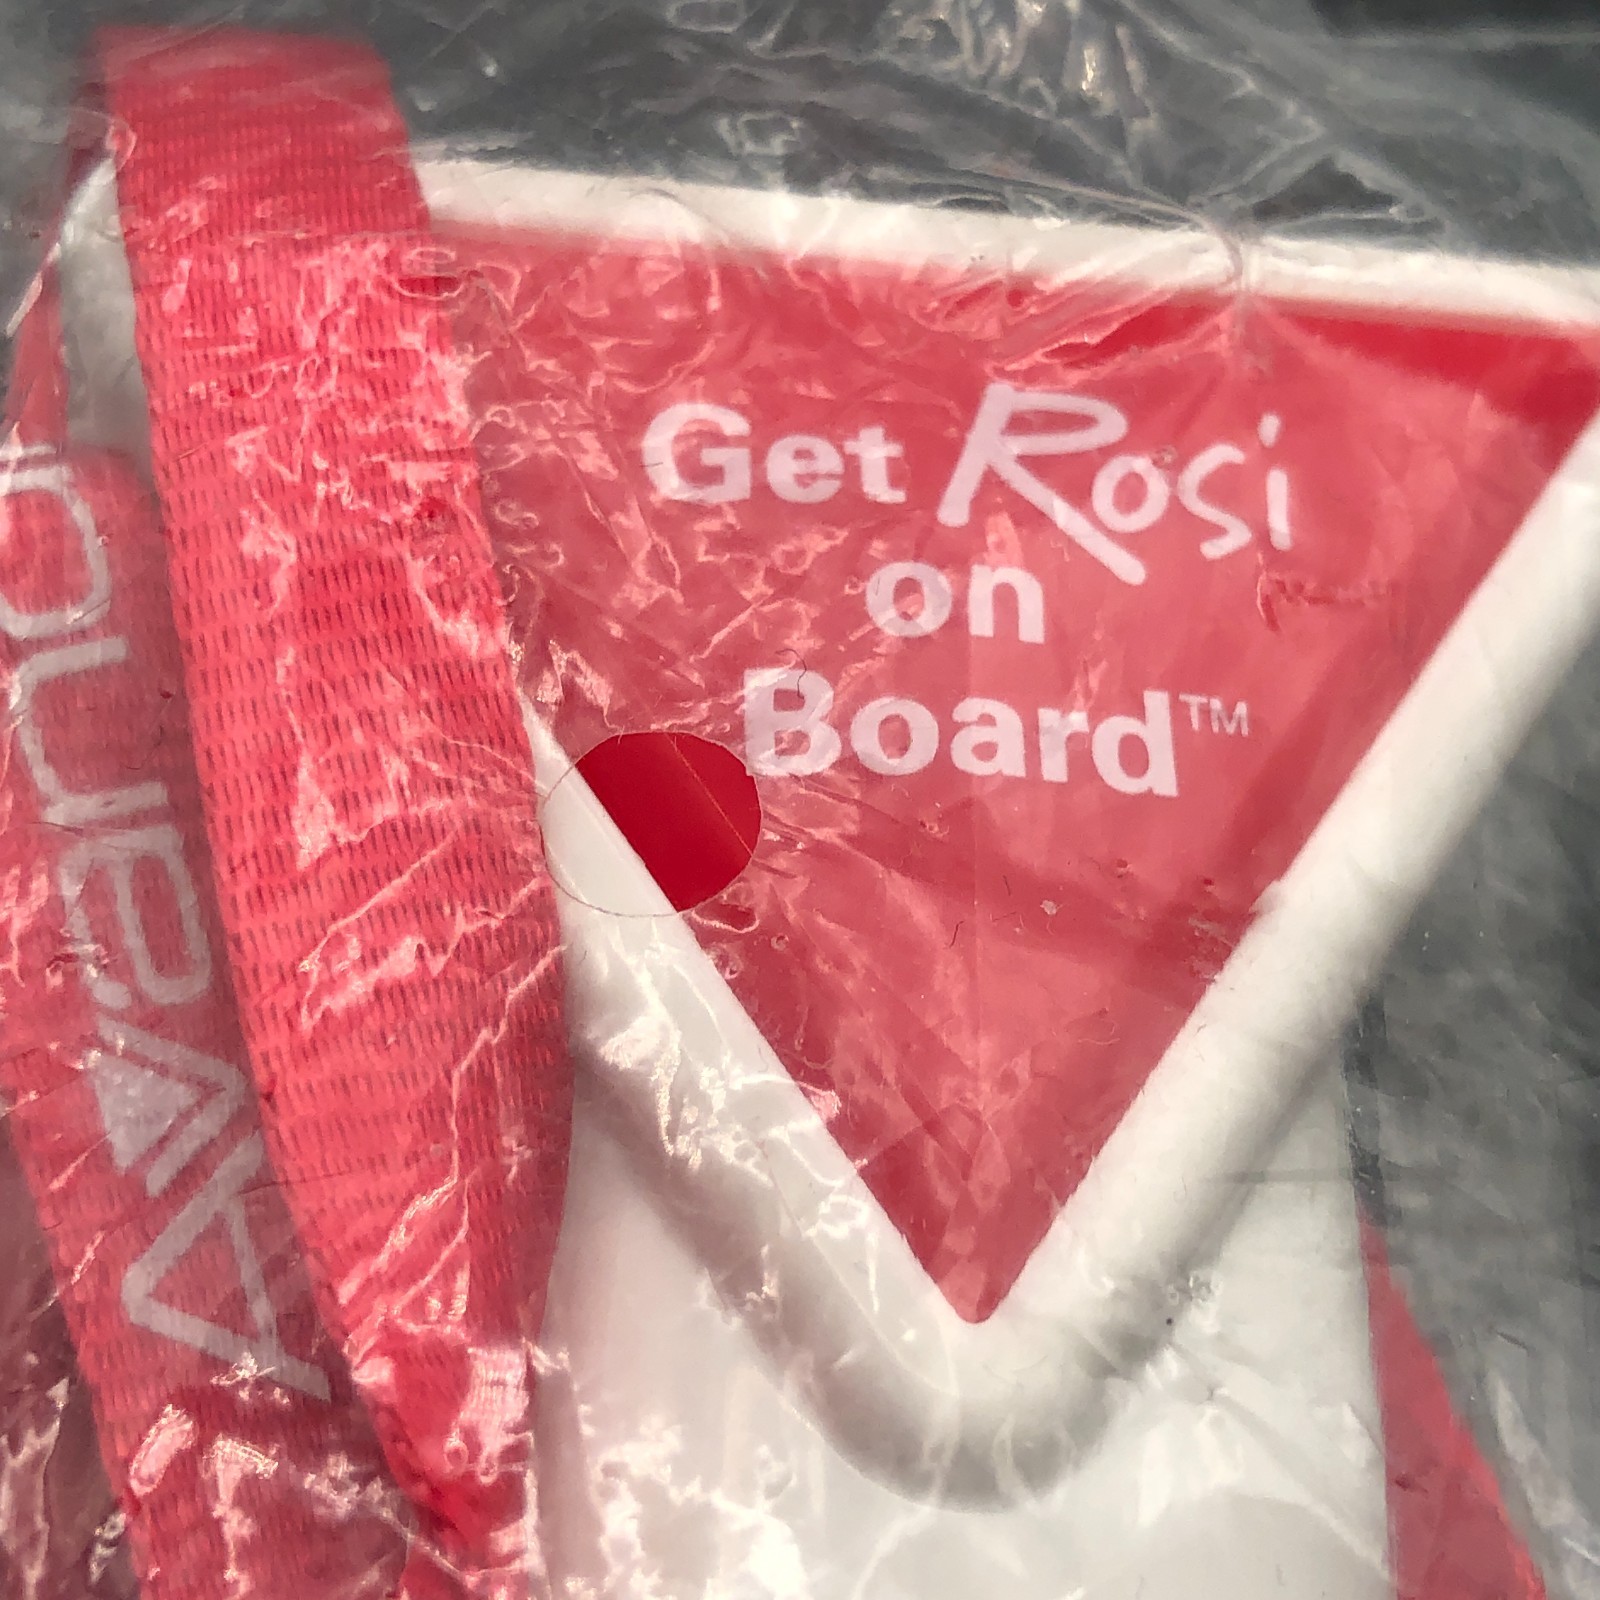 Get Rosi
on
Board™